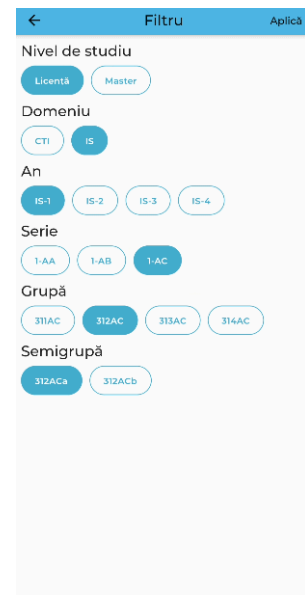 Filtru Aplică
Nivel de studiu
Licență Master
Domeniu
CTI IS
An
IS-1 IS-2 IS-3 IS-4
Serie
1-AA 1-AB 1-AC
Grupă
311AC 312AC 313AC 314AC
Semigrupă
312ACa 312ACb